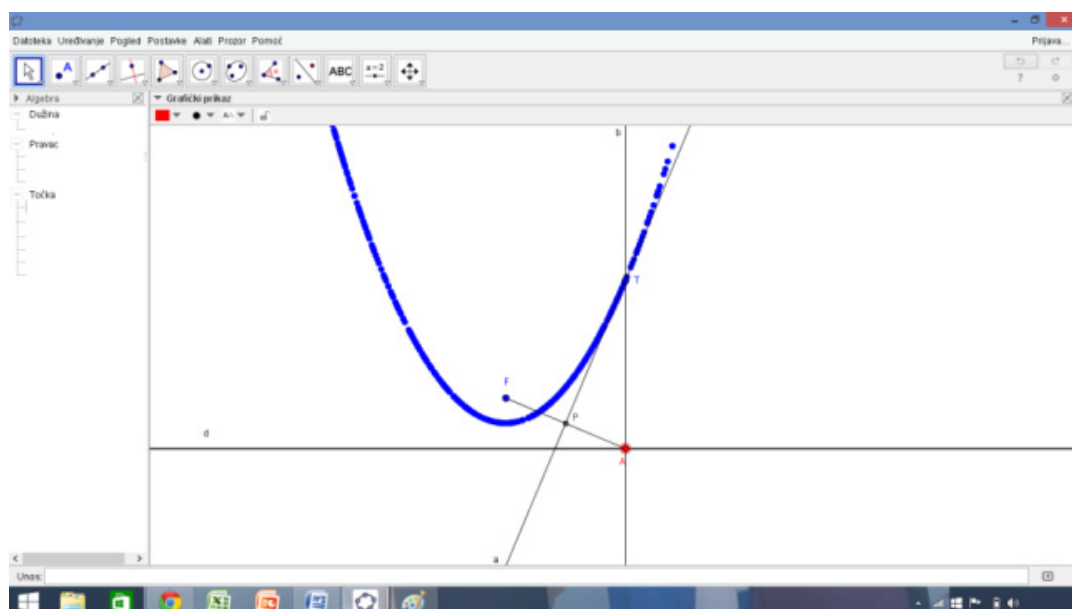 Datoteka Uređivanje Pogled Postavke Alati Prozor Pomoć
Prijava...
ABC
a=2
?
Algebra
Grafički prikaz
Dužina
Pravac
Točka
b
T
F
P
d
A
a
Unos: